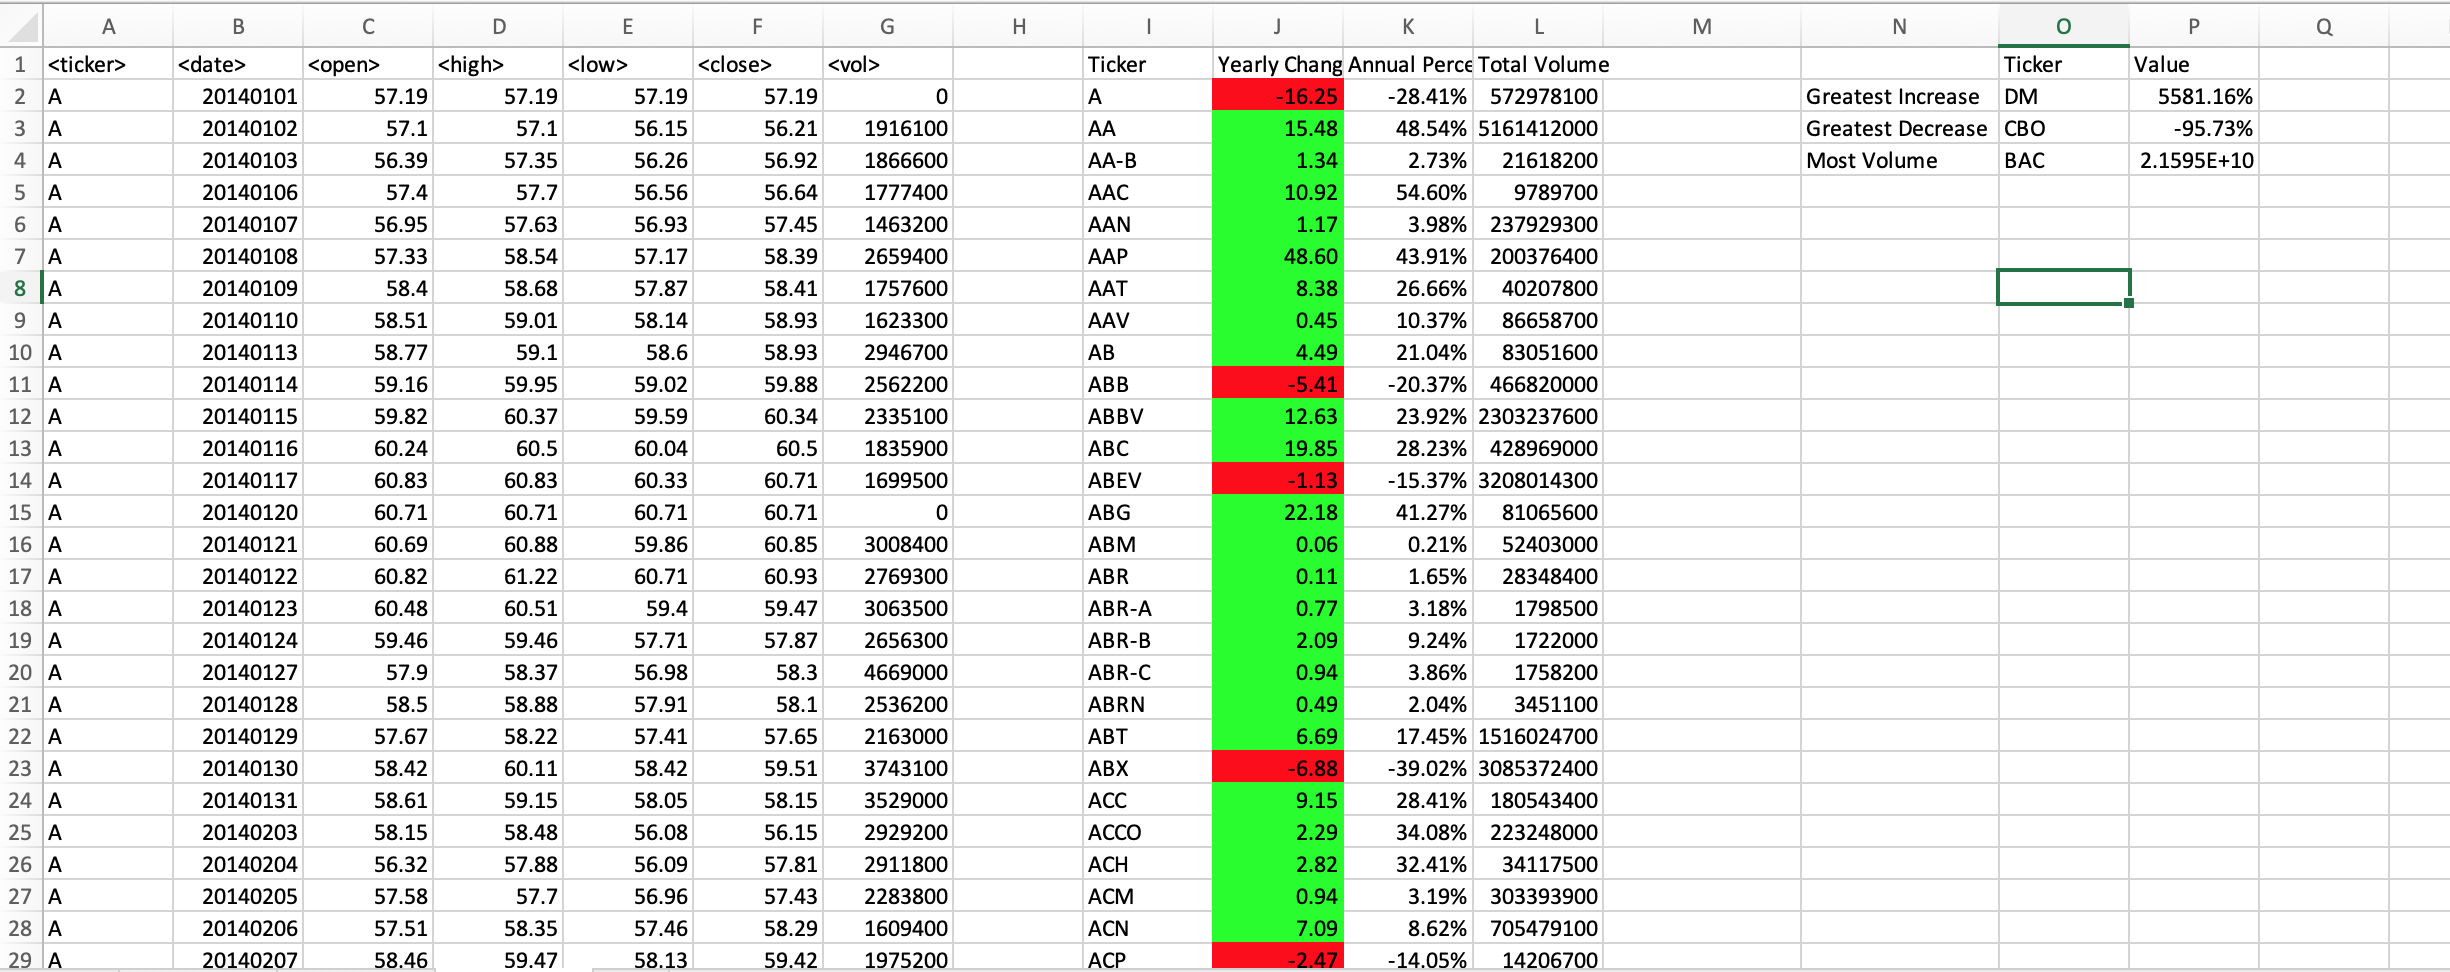 A B C D E F G H I J K L M N O P Q
1 <ticker> <date> <open> <high> <low> <close> <vol> Ticker Yearly Chang Annual Perce Total Volume Ticker Value
2 A 20140101 57.19 57.19 57.19 57.19 0 A -16.25 -28.41% 572978100 Greatest Increase DM 5581.16%
3 A 20140102 57.1 57.1 56.15 56.21 1916100 AA 15.48 48.54% 5161412000 Greatest Decrease CBO -95.73%
4 A 20140103 56.39 57.35 56.26 56.92 1866600 AA-B 1.34 2.73% 21618200 Most Volume BAC 2.1595E+10
5 A 20140106 57.4 57.7 56.56 56.64 1777400 AAC 10.92 54.60% 9789700
6 A 20140107 56.95 57.63 56.93 57.45 1463200 AAN 1.17 3.98% 237929300
7 A 20140108 57.33 58.54 57.17 58.39 2659400 AAP 48.60 43.91% 200376400
8 A 20140109 58.4 58.68 57.87 58.41 1757600 AAT 8.38 26.66% 40207800
9 A 20140110 58.51 59.01 58.14 58.93 1623300 AAV 0.45 10.37% 86658700
10 A 20140113 58.77 59.1 58.6 58.93 2946700 AB 4.49 21.04% 83051600
11 A 20140114 59.16 59.95 59.02 59.88 2562200 ABB -5.41 -20.37% 466820000
12 A 20140115 59.82 60.37 59.59 60.34 2335100 ABBV 12.63 23.92% 2303237600
13 A 20140116 60.24 60.5 60.04 60.5 1835900 ABC 19.85 28.23% 428969000
14 A 20140117 60.83 60.83 60.33 60.71 1699500 ABEV -1.13 -15.37% 3208014300
15 A 20140120 60.71 60.71 60.71 60.71 0 ABG 22.18 41.27% 81065600
16 A 20140121 60.69 60.88 59.86 60.85 3008400 ABM 0.06 0.21% 52403000
17 A 20140122 60.82 61.22 60.71 60.93 2769300 ABR 0.11 1.65% 28348400
18 A 20140123 60.48 60.51 59.4 59.47 3063500 ABR-A 0.77 3.18% 1798500
19 A 20140124 59.46 59.46 57.71 57.87 2656300 ABR-B 2.09 9.24% 1722000
20 A 20140127 57.9 58.37 56.98 58.3 4669000 ABR-C 0.94 3.86% 1758200
21 A 20140128 58.5 58.88 57.91 58.1 2536200 ABRN 0.49 2.04% 3451100
22 A 20140129 57.67 58.22 57.41 57.65 2163000 ABT 6.69 17.45% 1516024700
23 A 20140130 58.42 60.11 58.42 59.51 3743100 ABX -6.88 -39.02% 3085372400
24 A 20140131 58.61 59.15 58.05 58.15 3529000 ACC 9.15 28.41% 180543400
25 A 20140203 58.15 58.48 56.08 56.15 2929200 ACCO 2.29 34.08% 223248000
26 A 20140204 56.32 57.88 56.09 57.81 2911800 ACH 2.82 32.41% 34117500
27 A 20140205 57.58 57.7 56.96 57.43 2283800 ACM 0.94 3.19% 303393900
28 A 20140206 57.51 58.35 57.46 58.29 1609400 ACN 7.09 8.62% 705479100
29 A 20140207 58.46 59.47 58.13 59.42 1975200 ACP -2.47 -14.05% 14206700